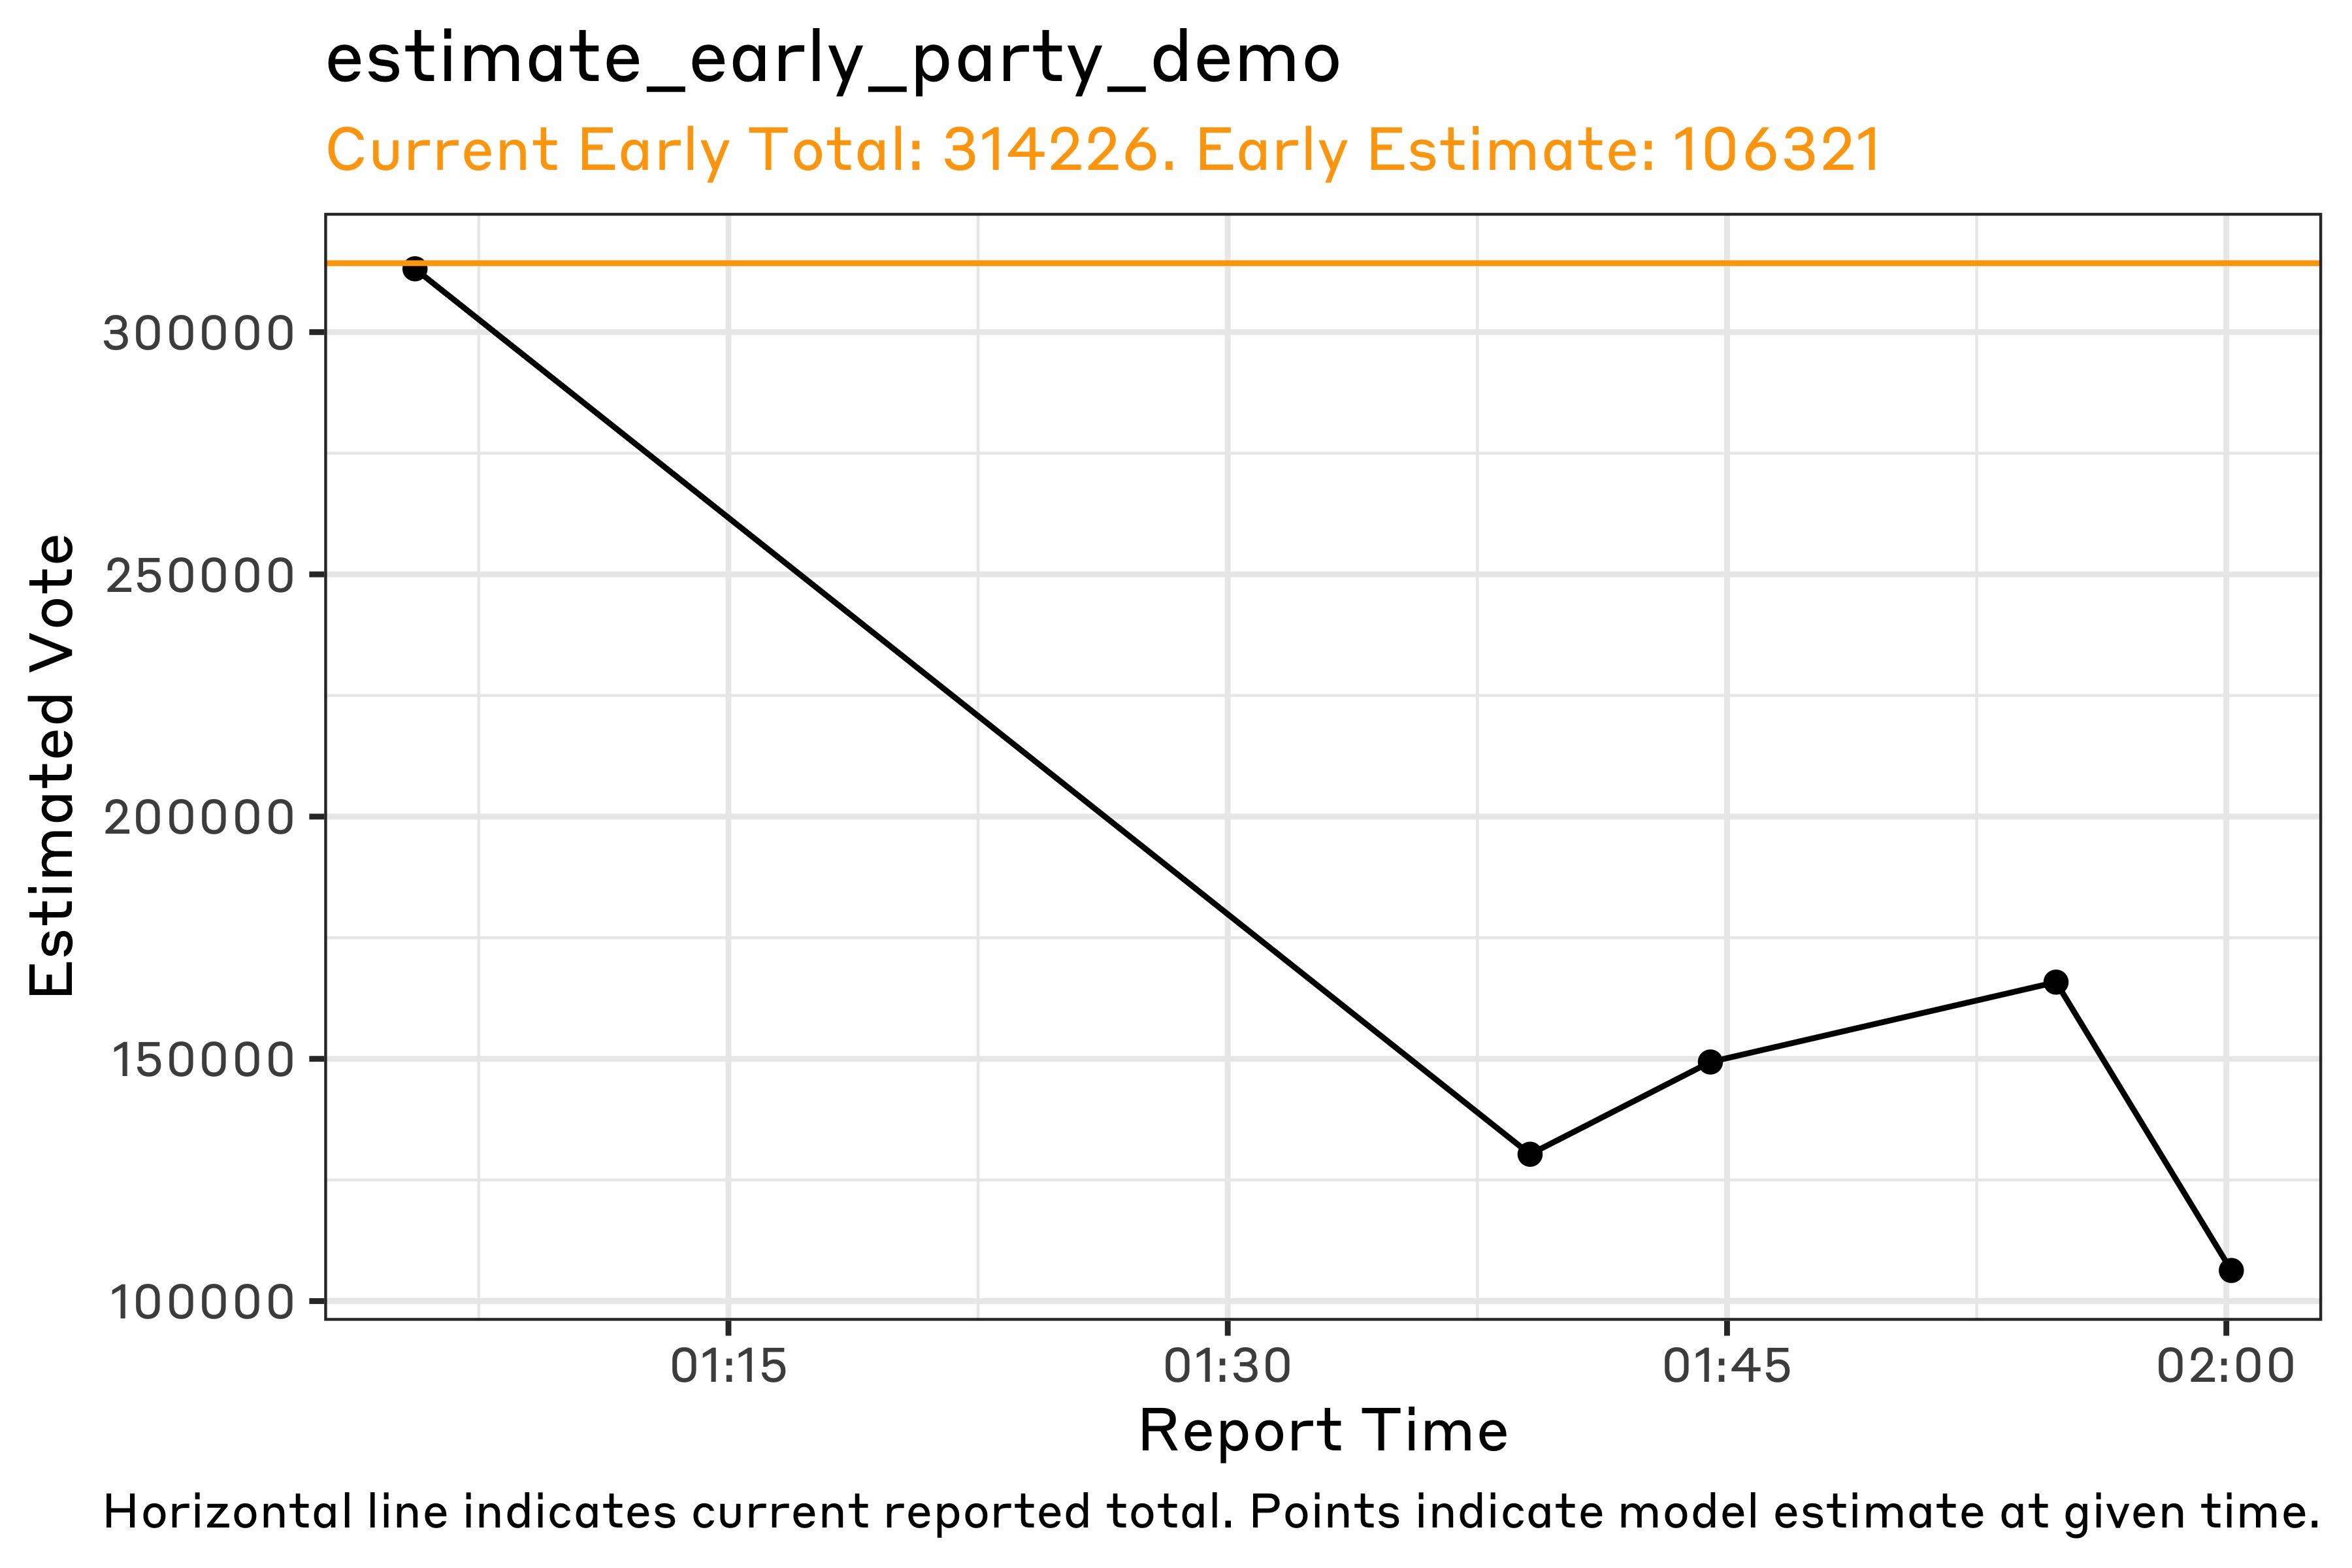 estimate_early_party_demo
Current Early Total: 314226. Early Estimate: 106321
Estimated Vote
300000
250000
200000
150000
100000
01:15 01:30 01:45 02:00
Report Time
Horizontal line indicates current reported total. Points indicate model estimate at given time.